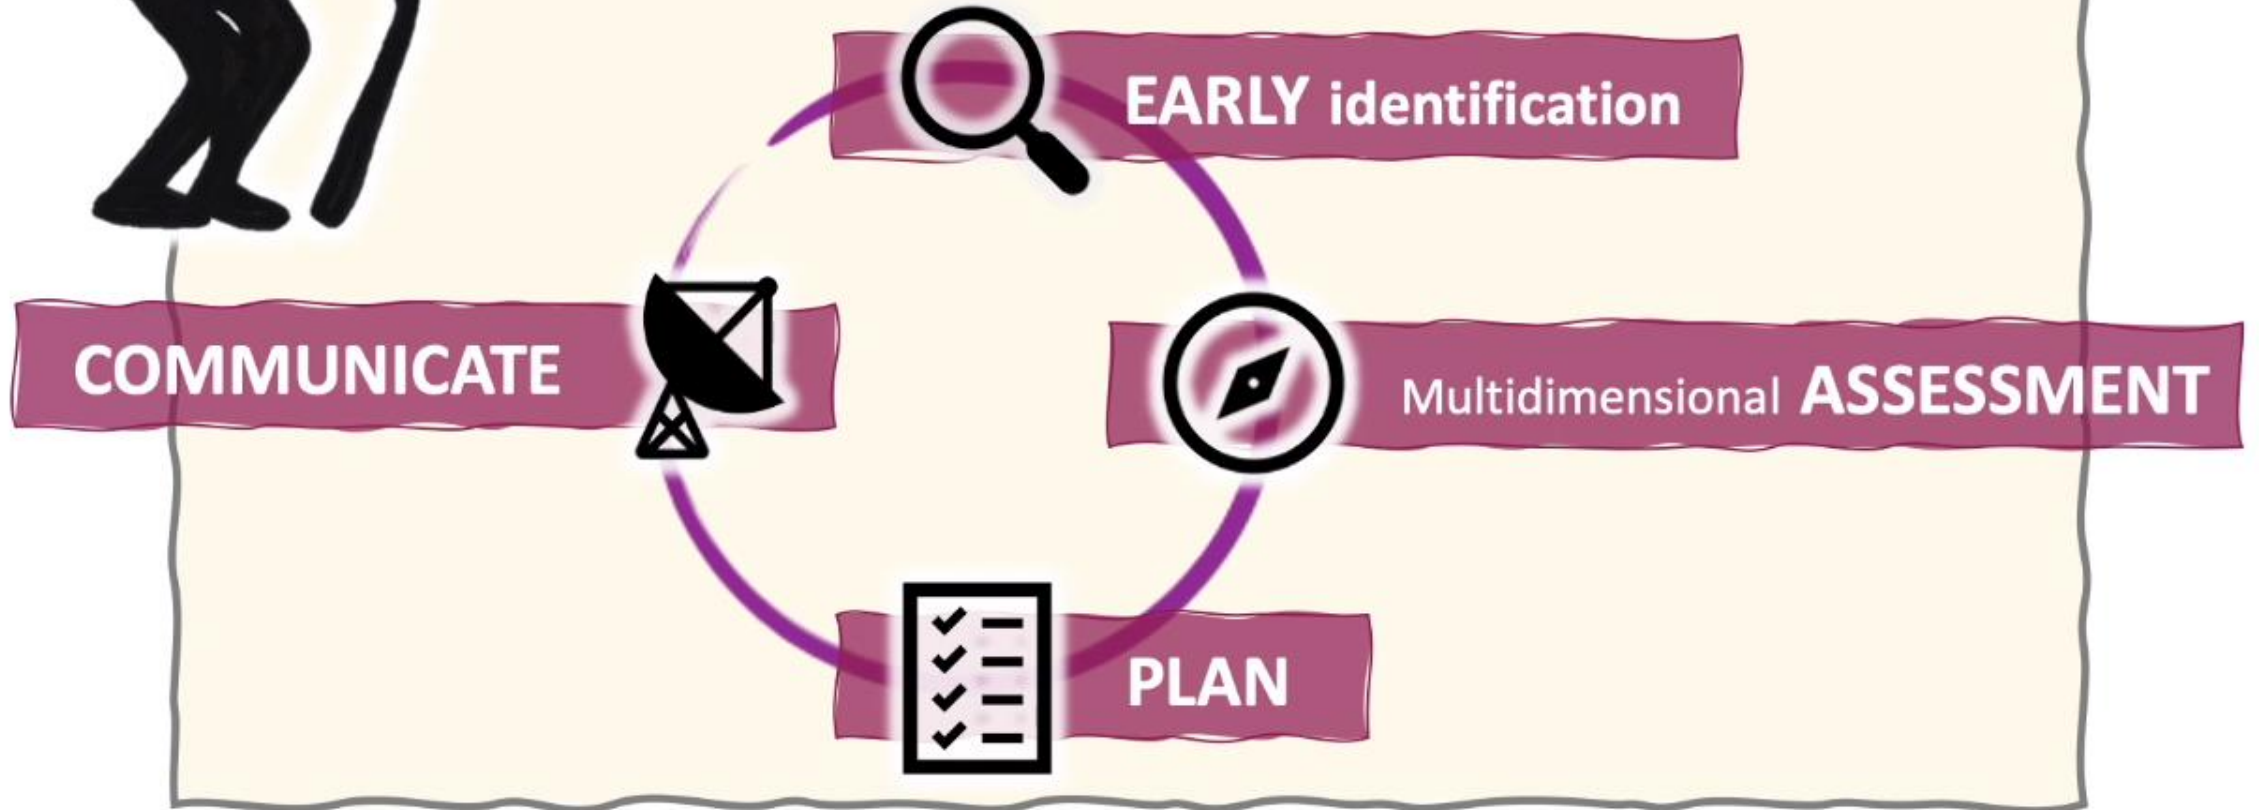 EARLY identification
COMMUNICATE
Multidimensional ASSESSMENT
PLAN